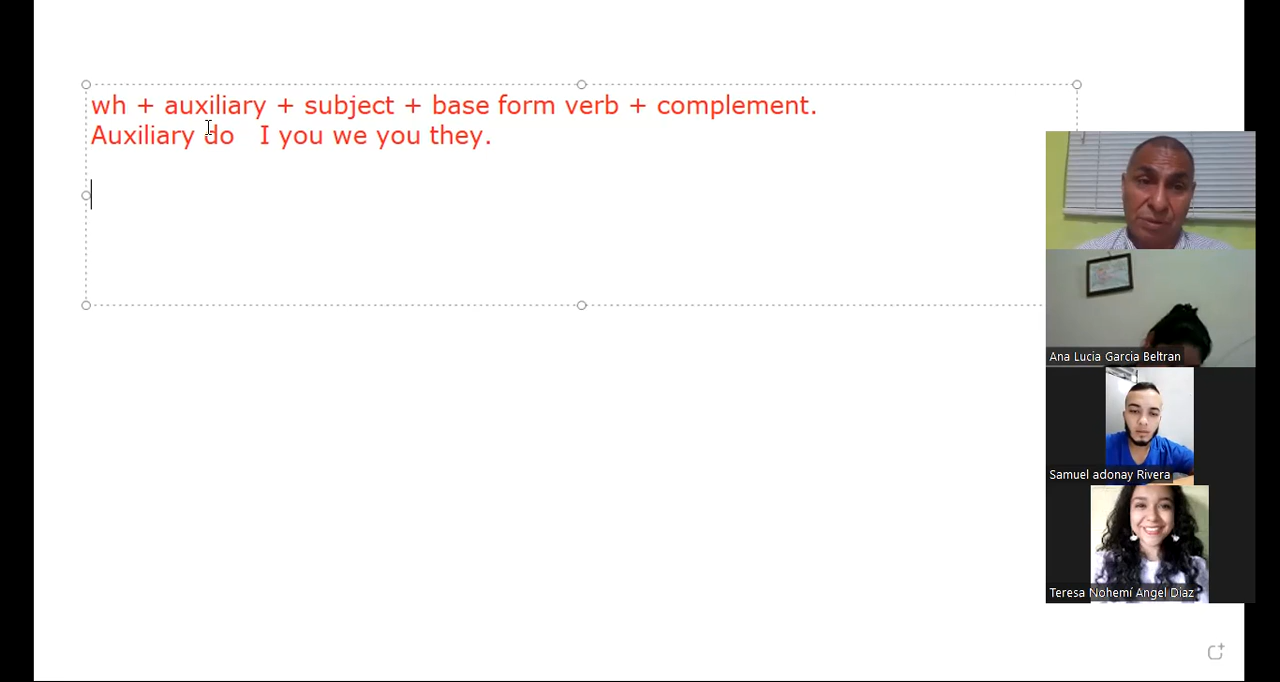 wh + auxiliary + subject + base form verb + complement.
Auxiliary do I you we you they.
Ana Lucia Garcia Beltran
Samuel adonay Rivera
Teresa Nohemí Angel Díaz